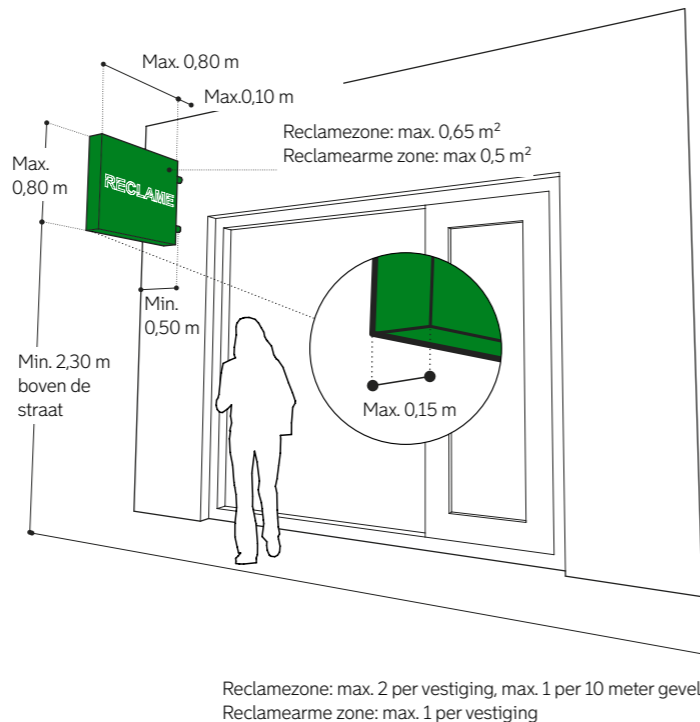 Max. 0,80 m
Max.0,10 m
Reclamezone: max. 0,65 m²
Reclamearme zone: max 0,5 m²
Max.
0,80 m
RECLAME
Min.
0,50 m
Min. 2,30 m
boven de
straat
Max. 0,15 m
Reclamezone: max. 2 per vestiging, max. 1 per 10 meter gevel
Reclamearme zone: max. 1 per vestiging